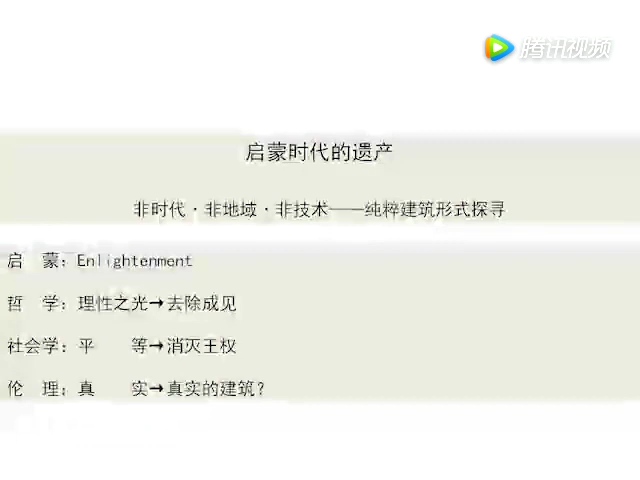 腾讯视频
启蒙时代的遗产
非时代·非地域·非技术——纯粹建筑形式探寻
启　蒙：Enlightenment
哲　学：理性之光→去除成见
社会学：平　　等→消灭王权
伦　理：真　　实→真实的建筑？